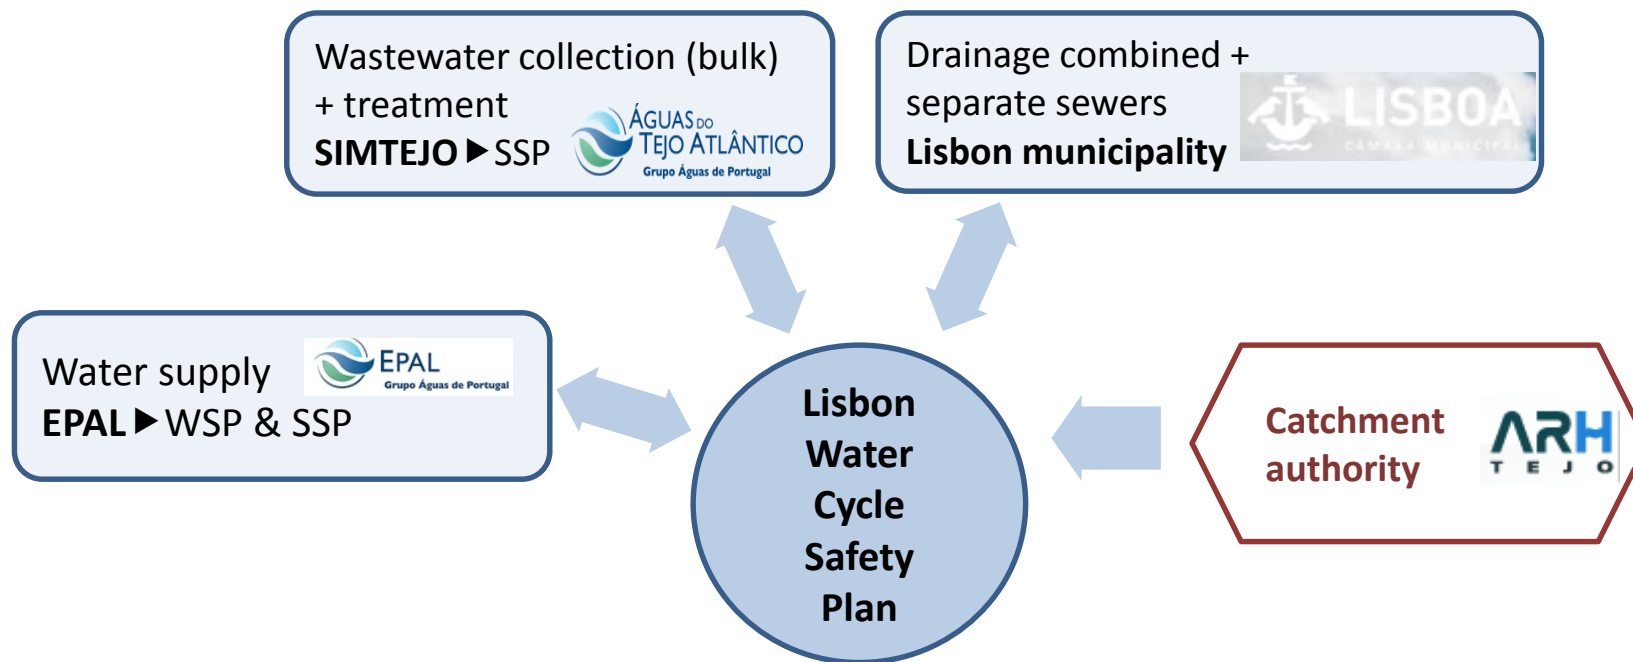 Wastewater collection (bulk)
+ treatment
SIMTEJO ▶ SSP
ÁGUAS DO
TEJO ATLÂNTICO
Grupo Águas de Portugal
Drainage combined +
separate sewers
Lisbon municipality
LISBOA
CÂMARA MUNICIPAL
Water supply
EPAL ▶ WSP & SSP
EPAL
Grupo Águas de Portugal
Lisbon
Water
Cycle
Safety
Plan
Catchment
authority
ARH
TEJO